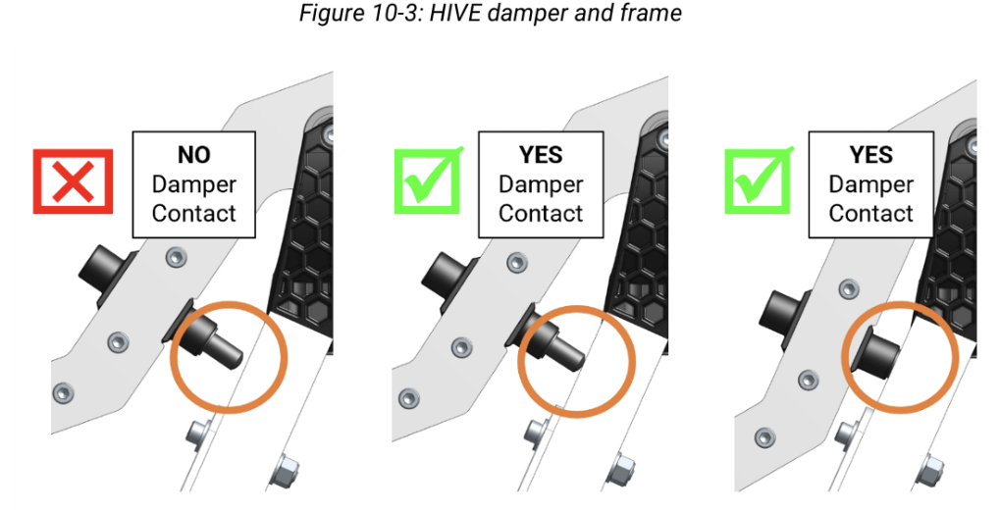 Figure 10-3: HIVE damper and frame
NO
Damper
Contact
YES
Damper
Contact
YES
Damper
Contact